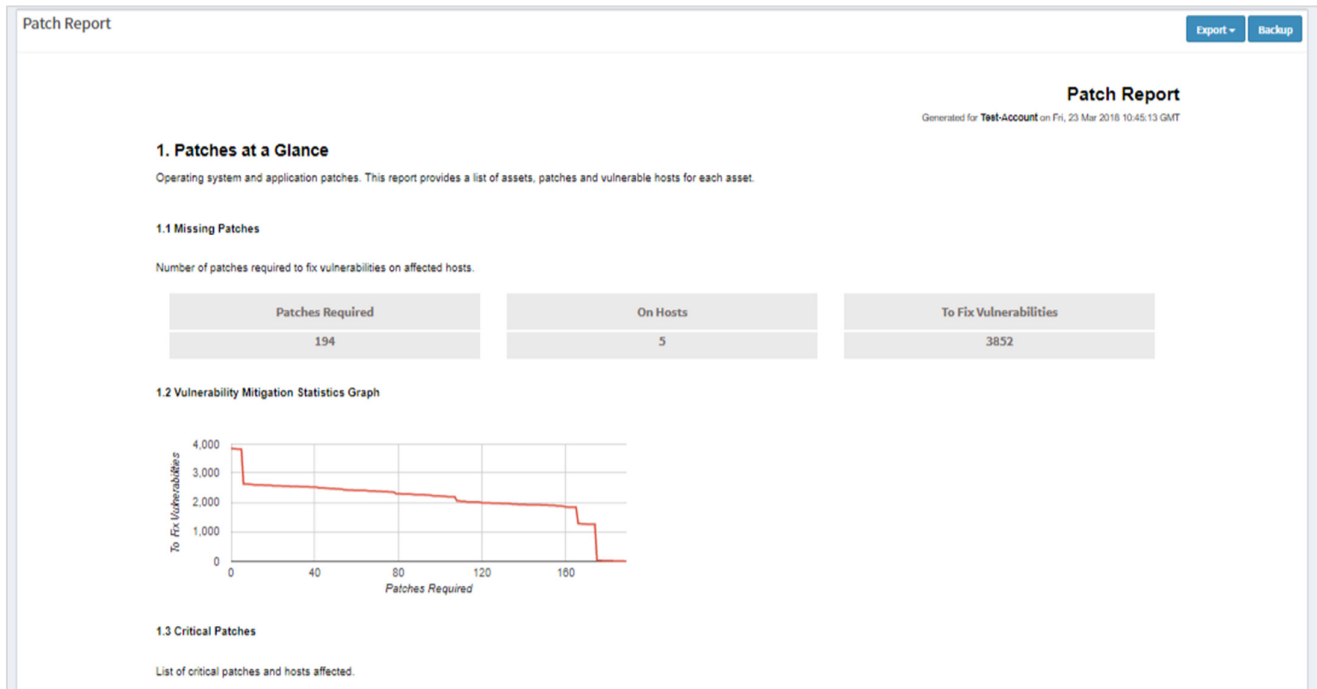 Patch Report
Export
Backup
Patch Report
Generated for Test-Account on Fri, 23 Mar 2018 10:45:13 GMT
1. Patches at a Glance
Operating system and application patches. This report provides a list of assets, patches and vulnerable hosts for each asset.
1.1 Missing Patches
Number of patches required to fix vulnerabilities on affected hosts.
Patches Required
On Hosts
To Fix Vulnerabilities
194
5
3852
1.2 Vulnerability Mitigation Statistics Graph
To Fix Vulnerabilities
4,000
3,000
2,000
1,000
0
0 40 80 120 160
Patches Required
1.3 Critical Patches
List of critical patches and hosts affected.